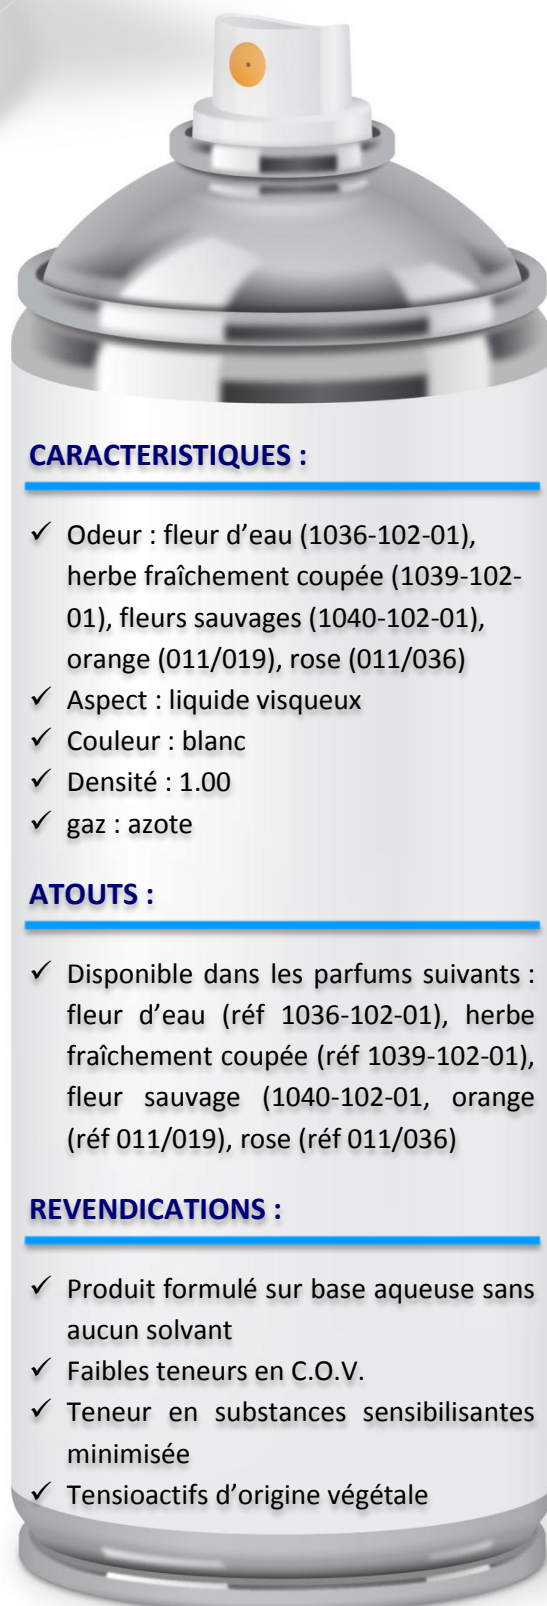 CARACTERISTIQUES :
✓ Odeur : fleur d’eau (1036-102-01),
herbe fraîchement coupée (1039-102-
01), fleurs sauvages (1040-102-01),
orange (011/019), rose (011/036)
✓ Aspect : liquide visqueux
✓ Couleur : blanc
✓ Densité : 1.00
✓ gaz : azote
ATOUTS :
✓ Disponible dans les parfums suivants :
fleur d’eau (réf 1036-102-01), herbe
fraîchement coupée (réf 1039-102-01),
fleur sauvage (1040-102-01, orange
(réf 011/019), rose (réf 011/036)
REVENDICATIONS :
✓ Produit formulé sur base aqueuse sans
aucun solvant
✓ Faibles teneurs en C.O.V.
✓ Teneur en substances sensibilisantes
minimisée
✓ Tensioactifs d’origine végétale